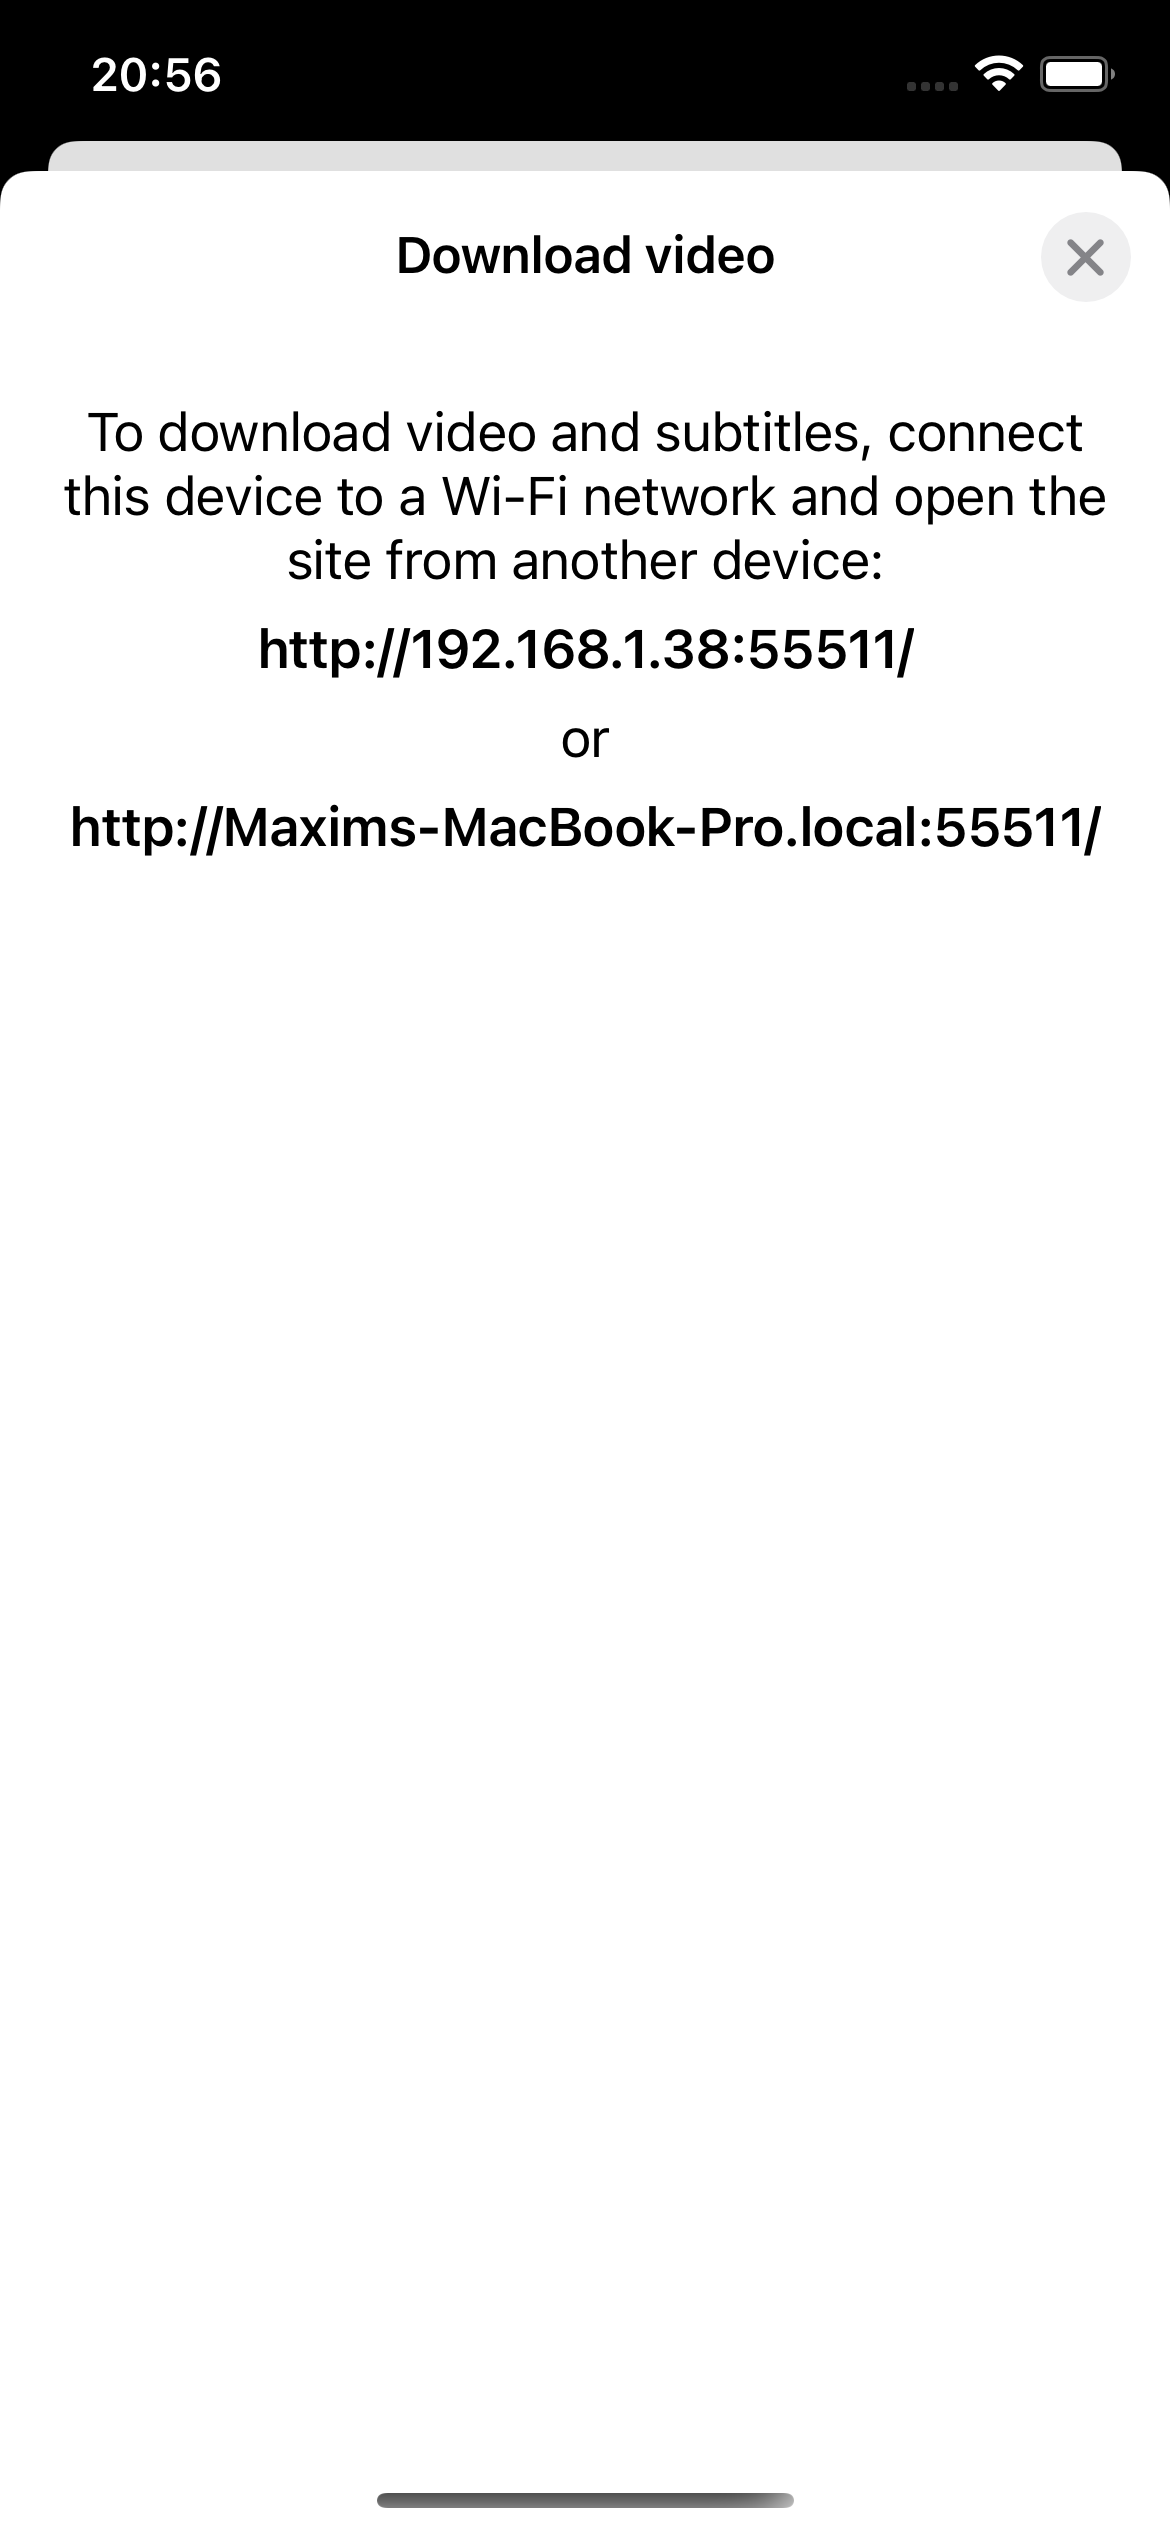 20:56
Download video
To download video and subtitles, connect
this device to a Wi-Fi network and open the
site from another device:
http://192.168.1.38:55511/
or
http://Maxims-MacBook-Pro.local:55511/